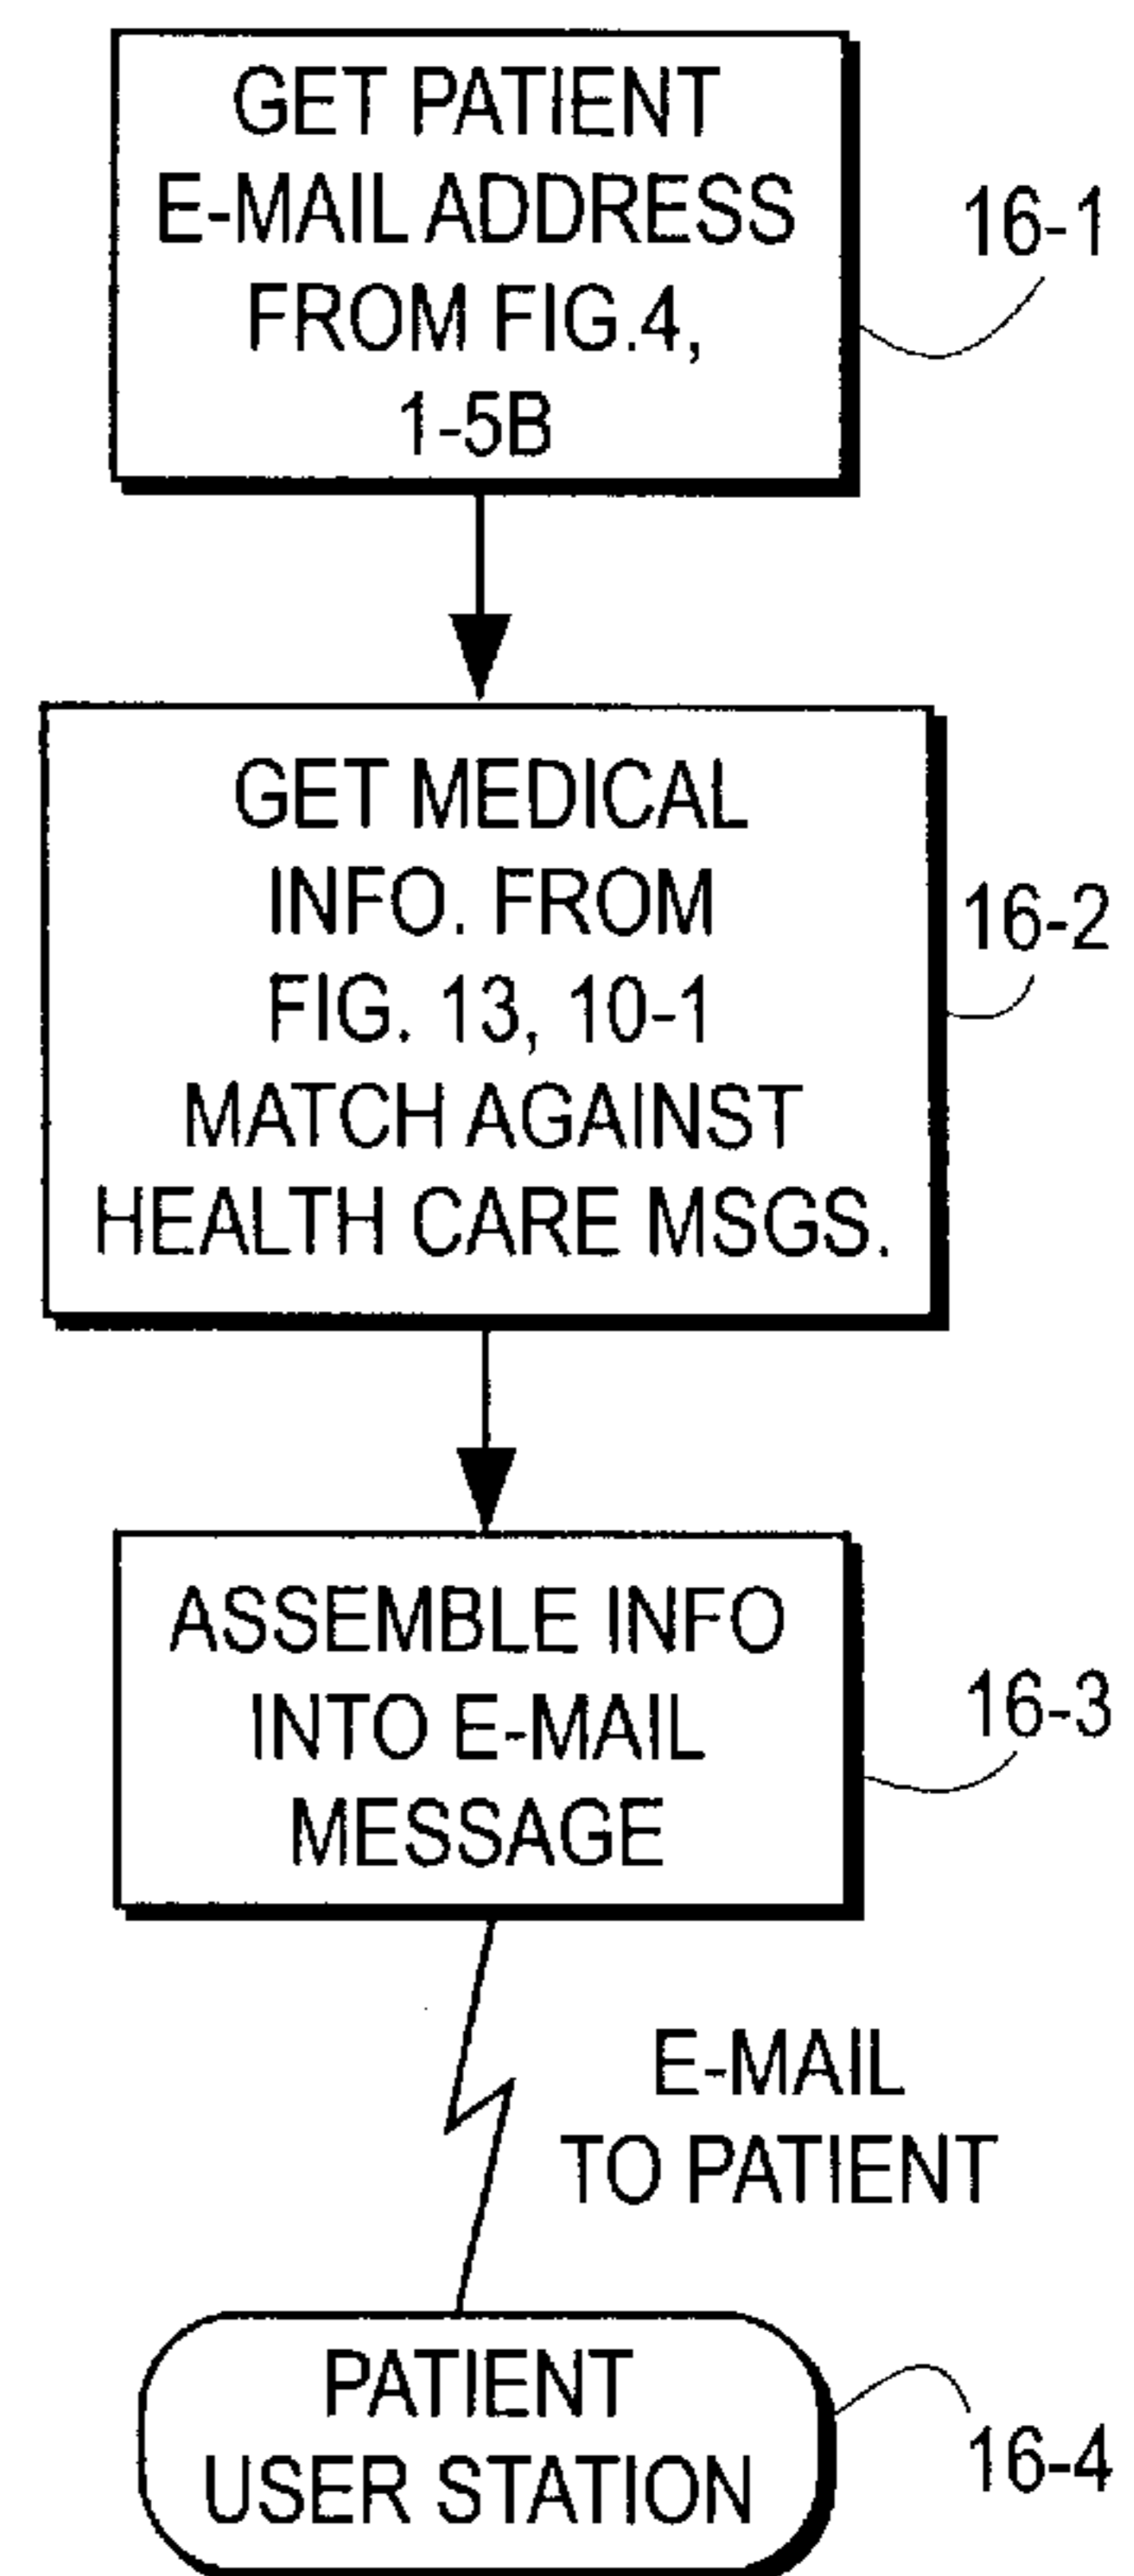 GET PATIENT
E-MAIL ADDRESS
FROM FIG.4,
1-5B
16-1
GET MEDICAL
INFO. FROM
FIG. 13, 10-1
MATCH AGAINST
HEALTH CARE MSGS.
16-2
ASSEMBLE INFO
INTO E-MAIL
MESSAGE
16-3
E-MAIL
TO PATIENT
PATIENT
USER STATION
16-4